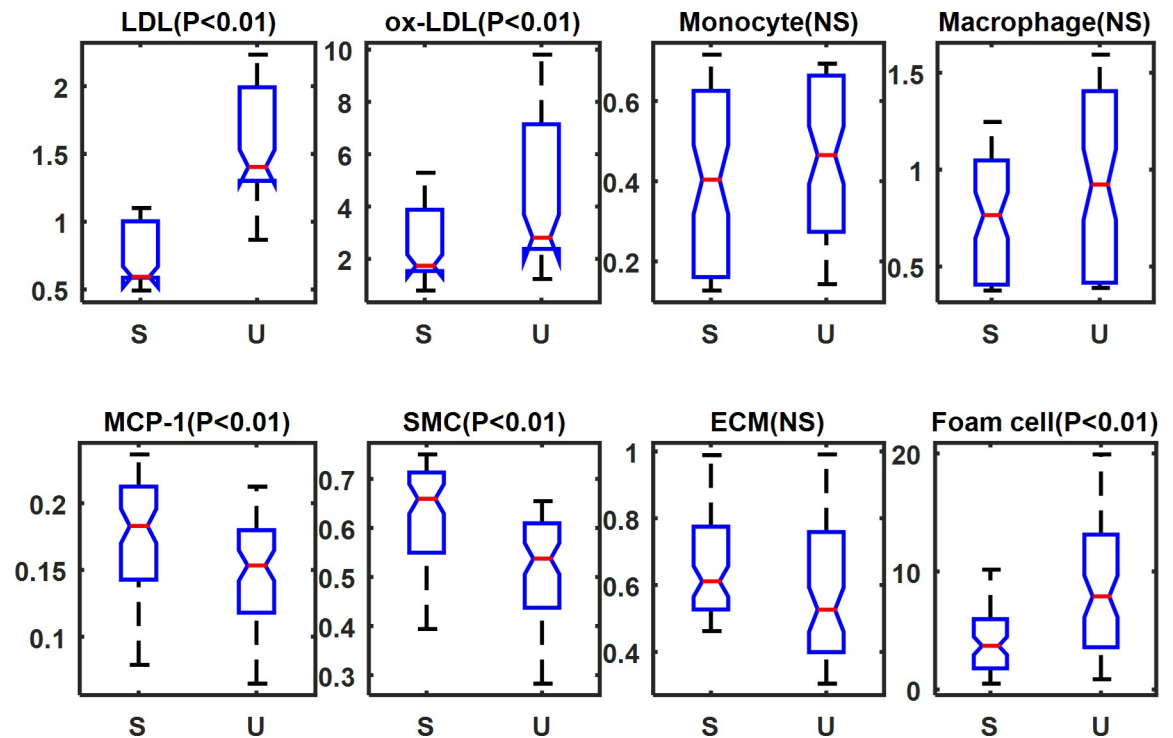 LDL(P<0.01)
2
1.5
1
0.5
S U
ox-LDL(P<0.01)
10
8
6
4
2
S U
Monocyte(NS)
0.6
0.4
0.2
S U
Macrophage(NS)
1.5
1
0.5
S U
MCP-1(P<0.01)
0.2
0.15
0.1
S U
SMC(P<0.01)
0.7
0.6
0.5
0.4
0.3
S U
ECM(NS)
1
0.8
0.6
0.4
S U
Foam cell(P<0.01)
20
10
0
S U